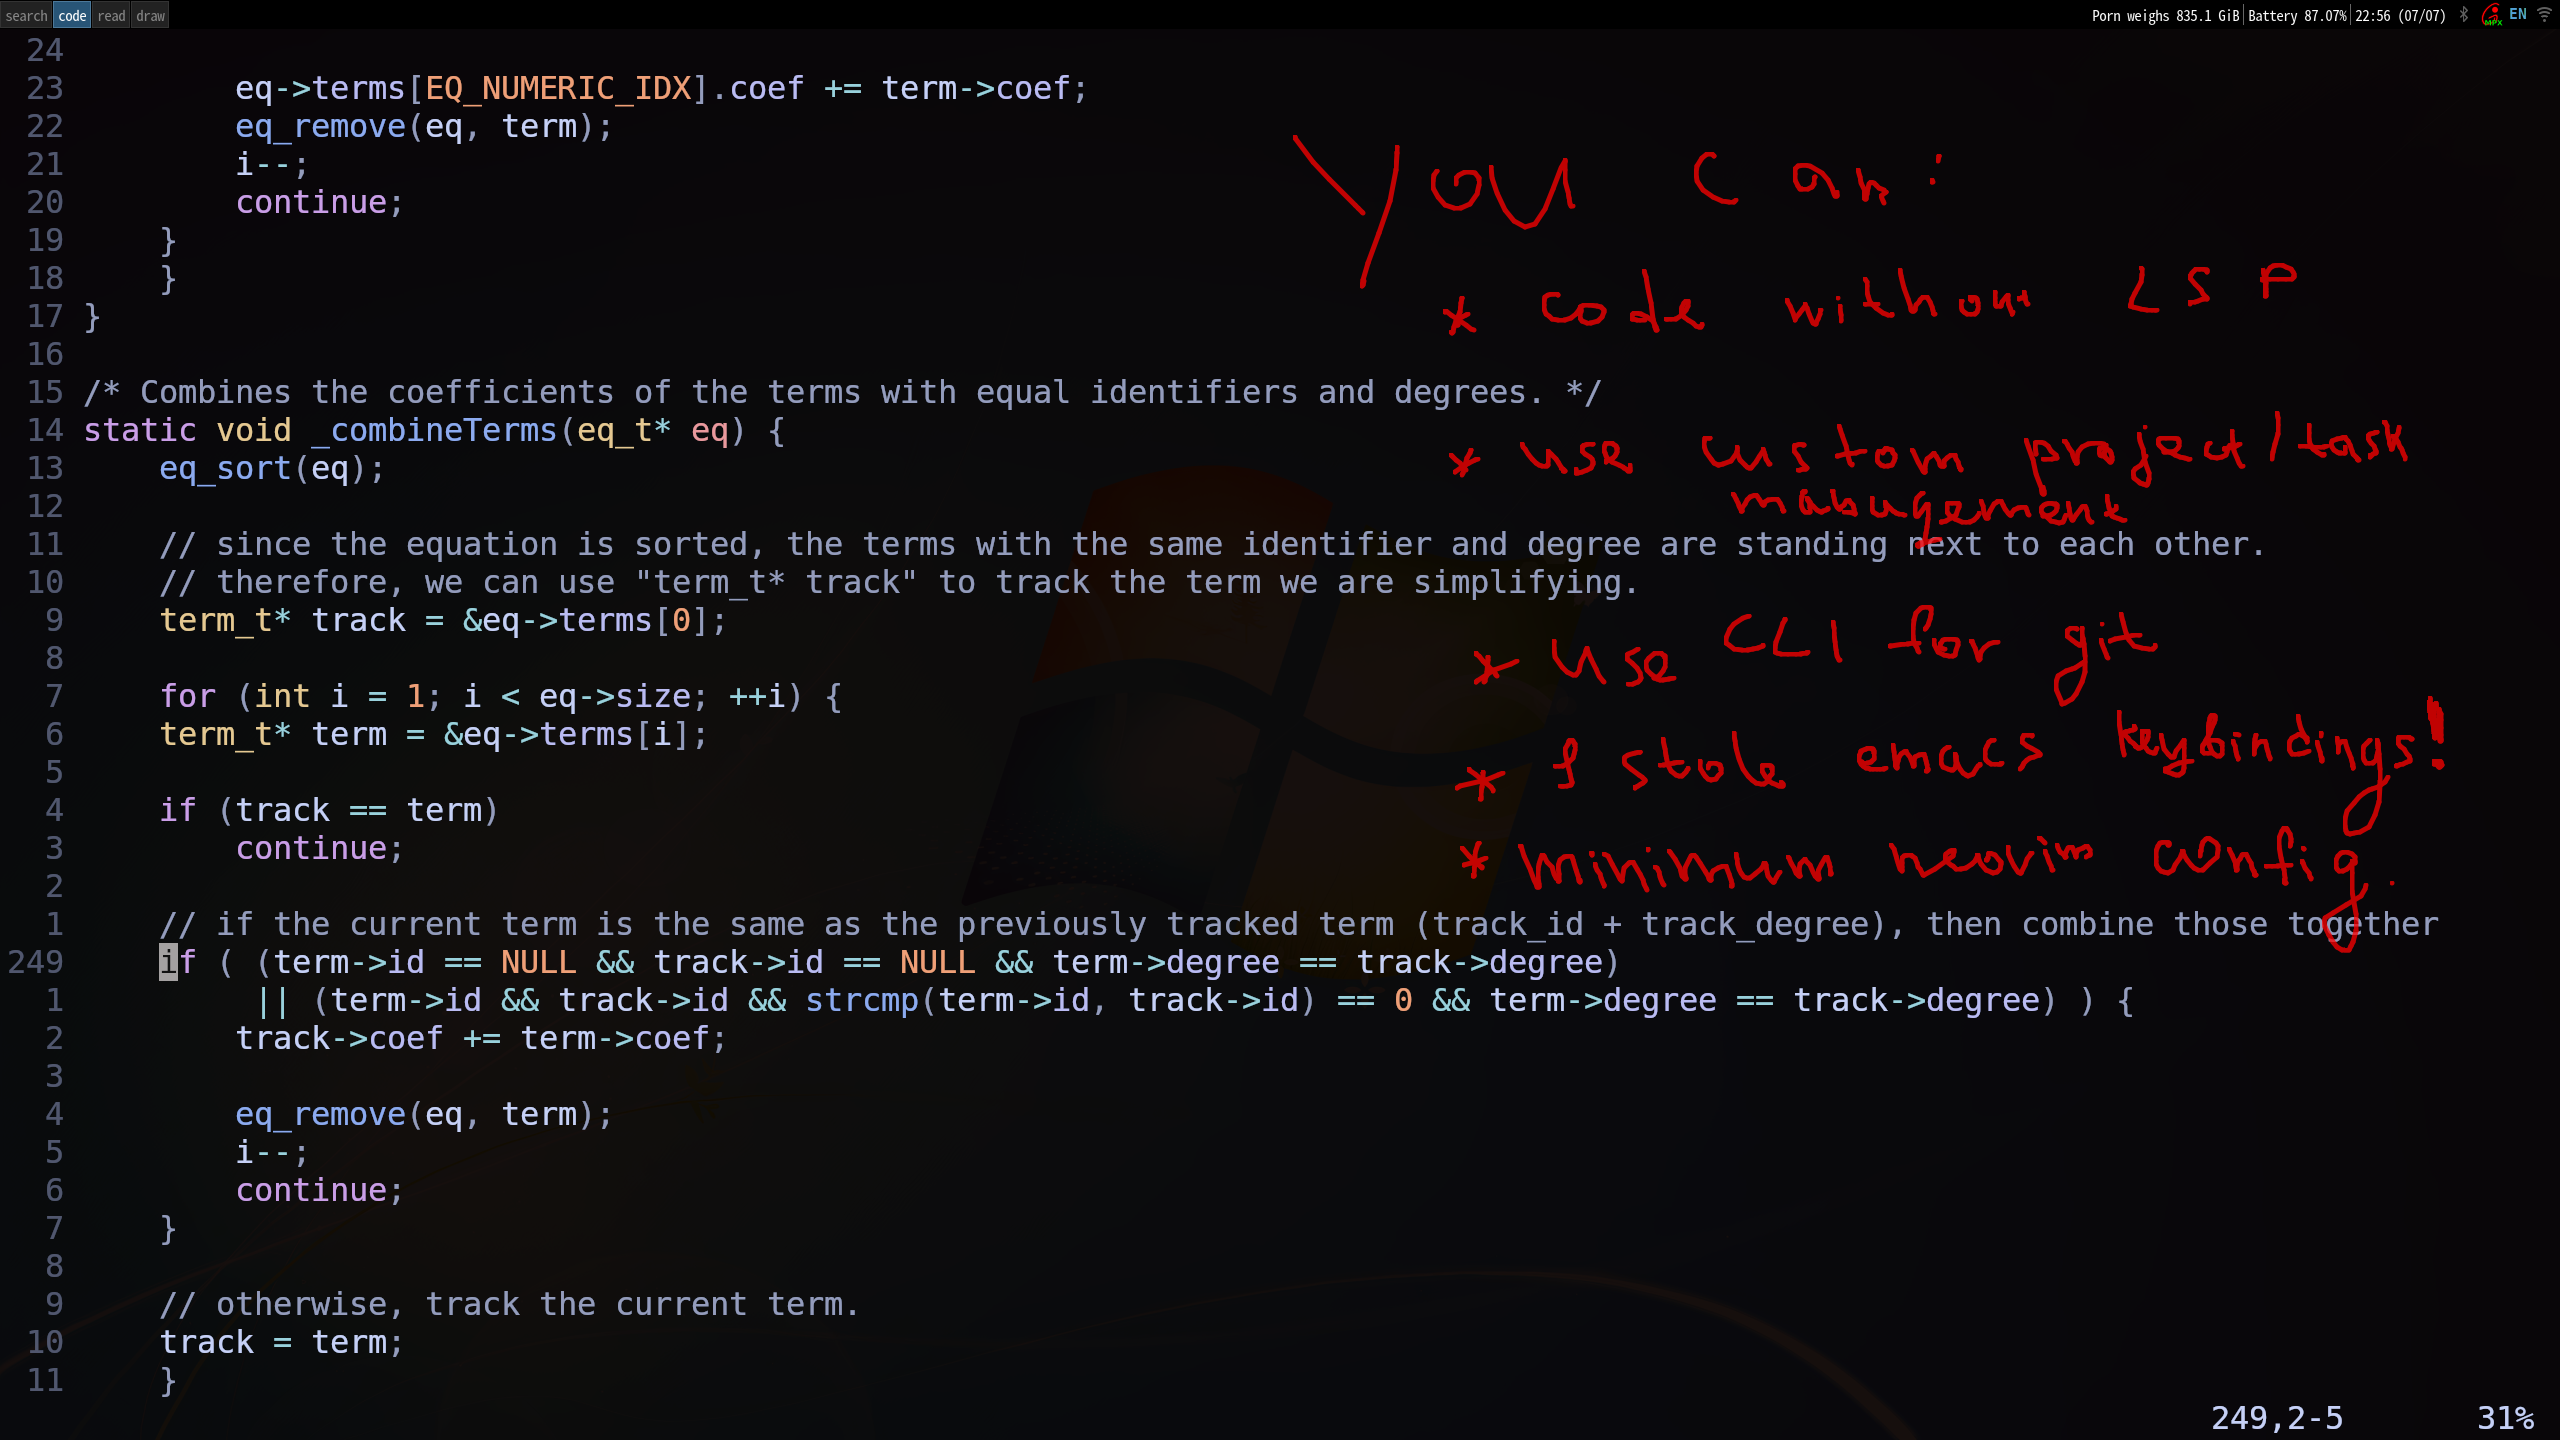 search code read draw Porn weighs 835.1 GiB Battery 87.07% 22:56 (07/07) MPX EN
24
23 eq->terms[EQ_NUMERIC_IDX].coef += term->coef;
22 eq_remove(eq, term);
21 i--;
20 continue;
19 }
18 }
17 }
16
15 /* Combines the coefficients of the terms with equal identifiers and degrees. */
14 static void _combineTerms(eq_t* eq) {
13 eq_sort(eq);
12
11 // since the equation is sorted, the terms with the same identifier and degree are standing next to each other.
10 // therefore, we can use "term_t* track" to track the term we are simplifying.
9 term_t* track = &eq->terms[0];
8
7 for (int i = 1; i < eq->size; ++i) {
6 term_t* term = &eq->terms[i];
5
4 if (track == term)
3 continue;
2
1 // if the current term is the same as the previously tracked term (track_id + track_degree), then combine those together
249 if ( (term->id == NULL && track->id == NULL && term->degree == track->degree)
1 || (term->id && track->id && strcmp(term->id, track->id) == 0 && term->degree == track->degree) ) {
2 track->coef += term->coef;
3
4 eq_remove(eq, term);
5 i--;
6 continue;
7 }
8
9 // otherwise, track the current term.
10 track = term;
11 }
249,2-5 31%
You can:
* code without LSP
* use custom project/task
management
* use CLI for git
* I stole emacs keybindings!
* minimum neovim config.